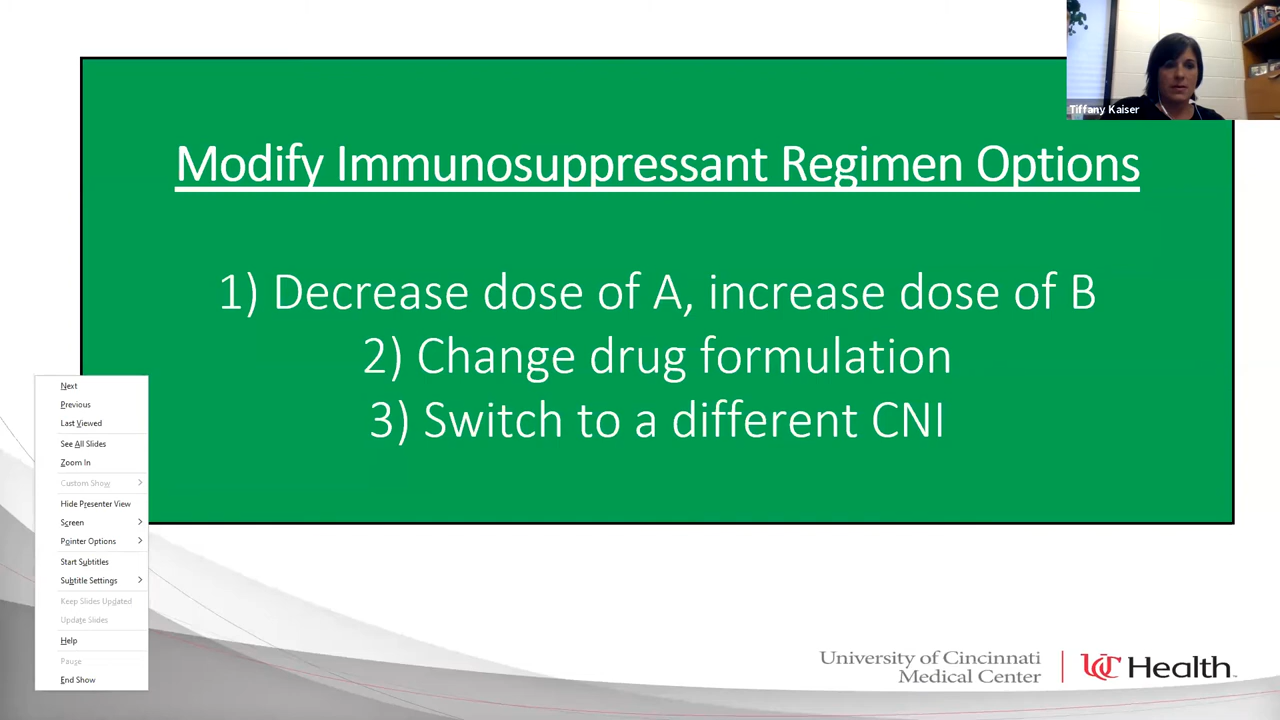 Tiffany Kaiser
Modify Immunosuppressant Regimen Options
1) Decrease dose of A, increase dose of B
2) Change drug formulation
3) Switch to a different CNI
Next
Previous
Last Viewed
See All Slides
Zoom In
Custom Show
Hide Presenter View
Screen
Pointer Options
Start Subtitles
Subtitle Settings
Keep Slides Updated
Update Slides
Help
Pause
End Show
University of Cincinnati
Medical Center
UC Health™